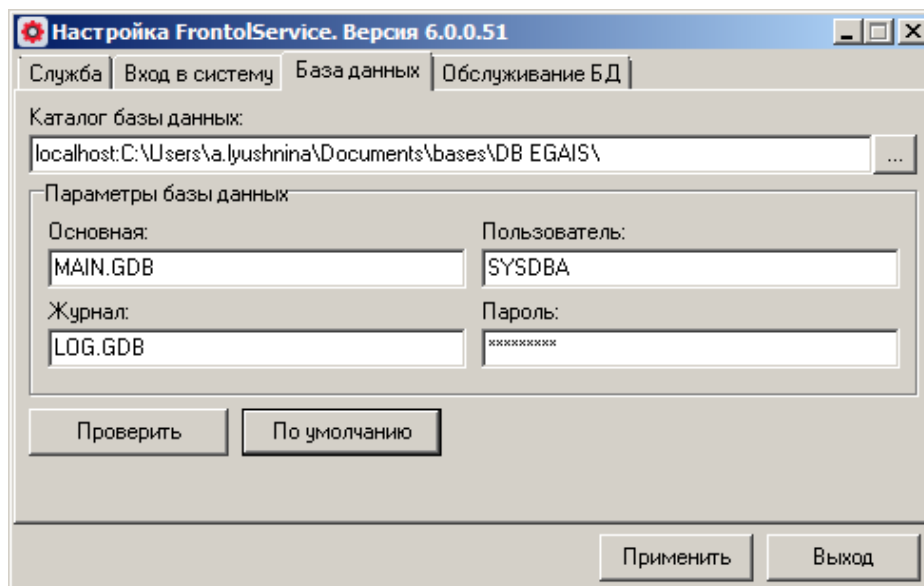 Настройка FrontolService. Версия 6.0.0.51
Служба Вход в систему База данных Обслуживание БД
Каталог базы данных:
localhost:C:\Users\a.lyushnina\Documents\bases\DB EGAIS\ ...
Параметры базы данных
Основная: Пользователь:
MAIN.GDB SYSDBA
Журнал: Пароль:
LOG.GDB *********
Проверить По умолчанию
Применить Выход